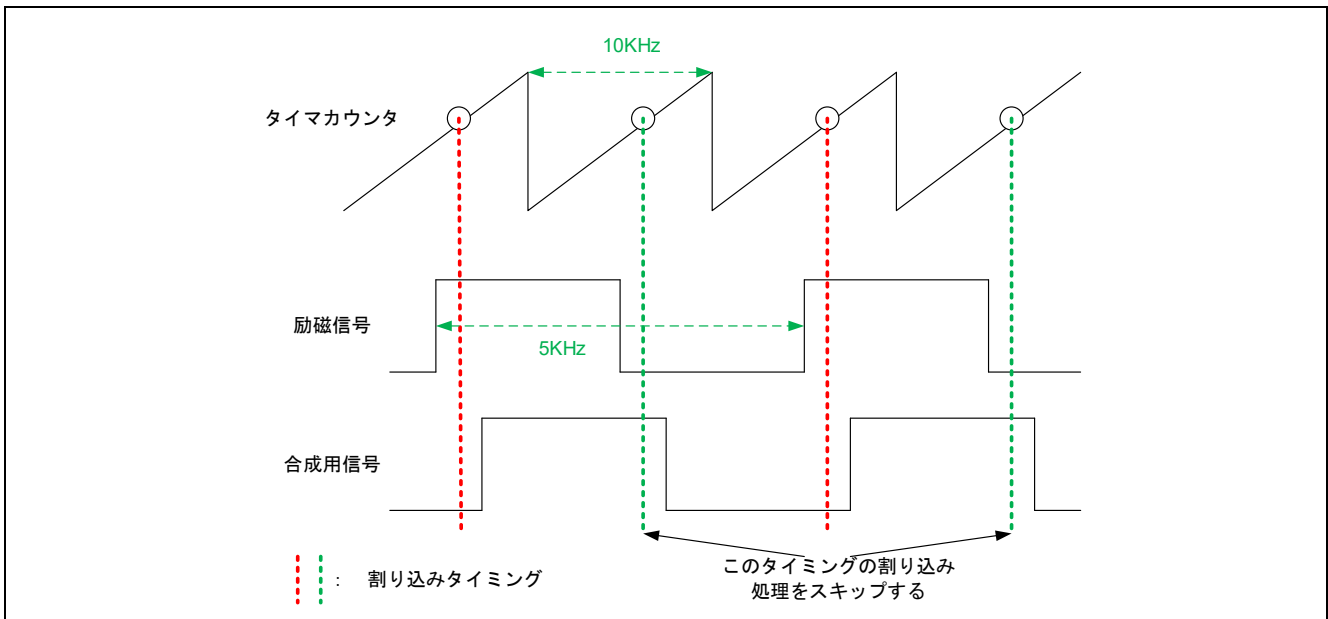 10KHz
タイマカウンタ
励磁信号
5KHz
合成用信号
: 割り込みタイミング
このタイミングの割り込み
処理をスキップする